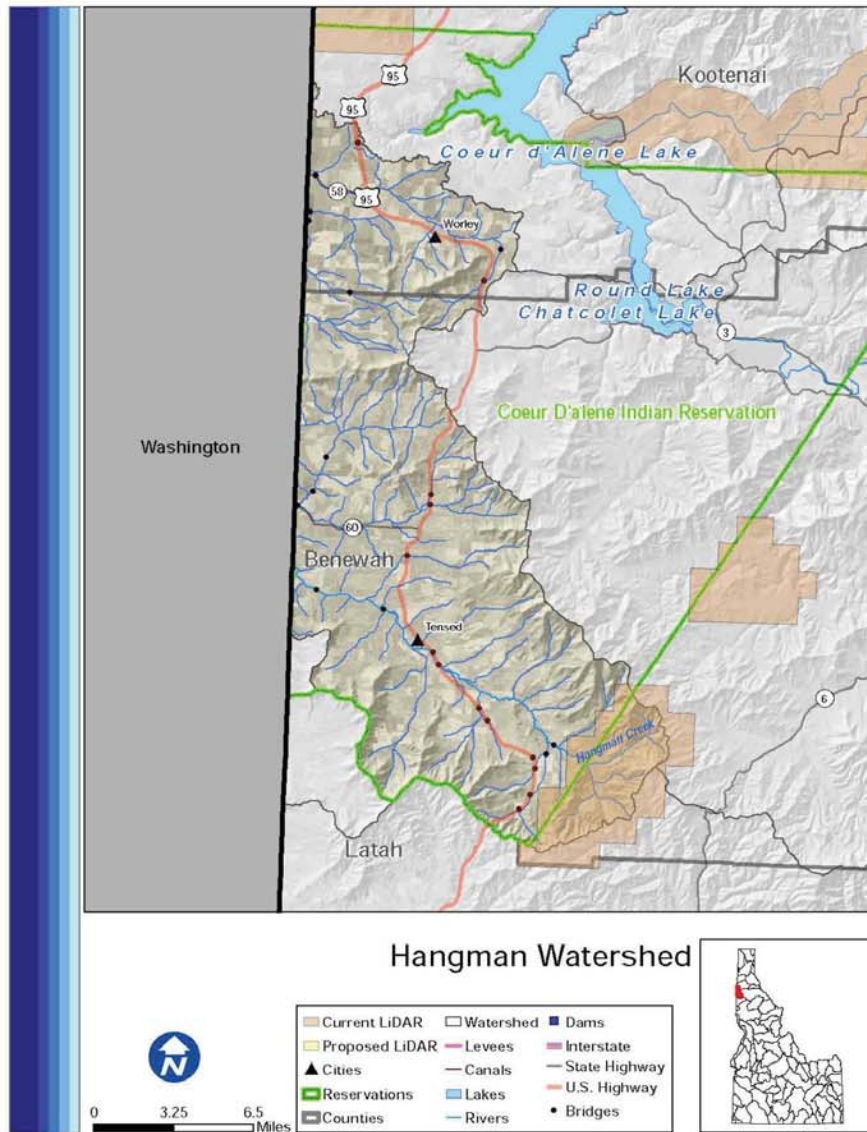 95
Kootenai
95
Coeur d'Alene Lake
58
95
Worley
Round Lake
Chatcolet Lake
3
Coeur D'alene Indian Reservation
Washington
60
Benewah
Tensed
6
Hangman Creek
Latah
Hangman Watershed
N
0 3.25 6.5
Miles
Current LiDAR
Proposed LiDAR
Cities
Reservations
Counties
Watershed
Levees
Canals
Lakes
Rivers
Dams
Interstate
State Highway
U.S. Highway
Bridges